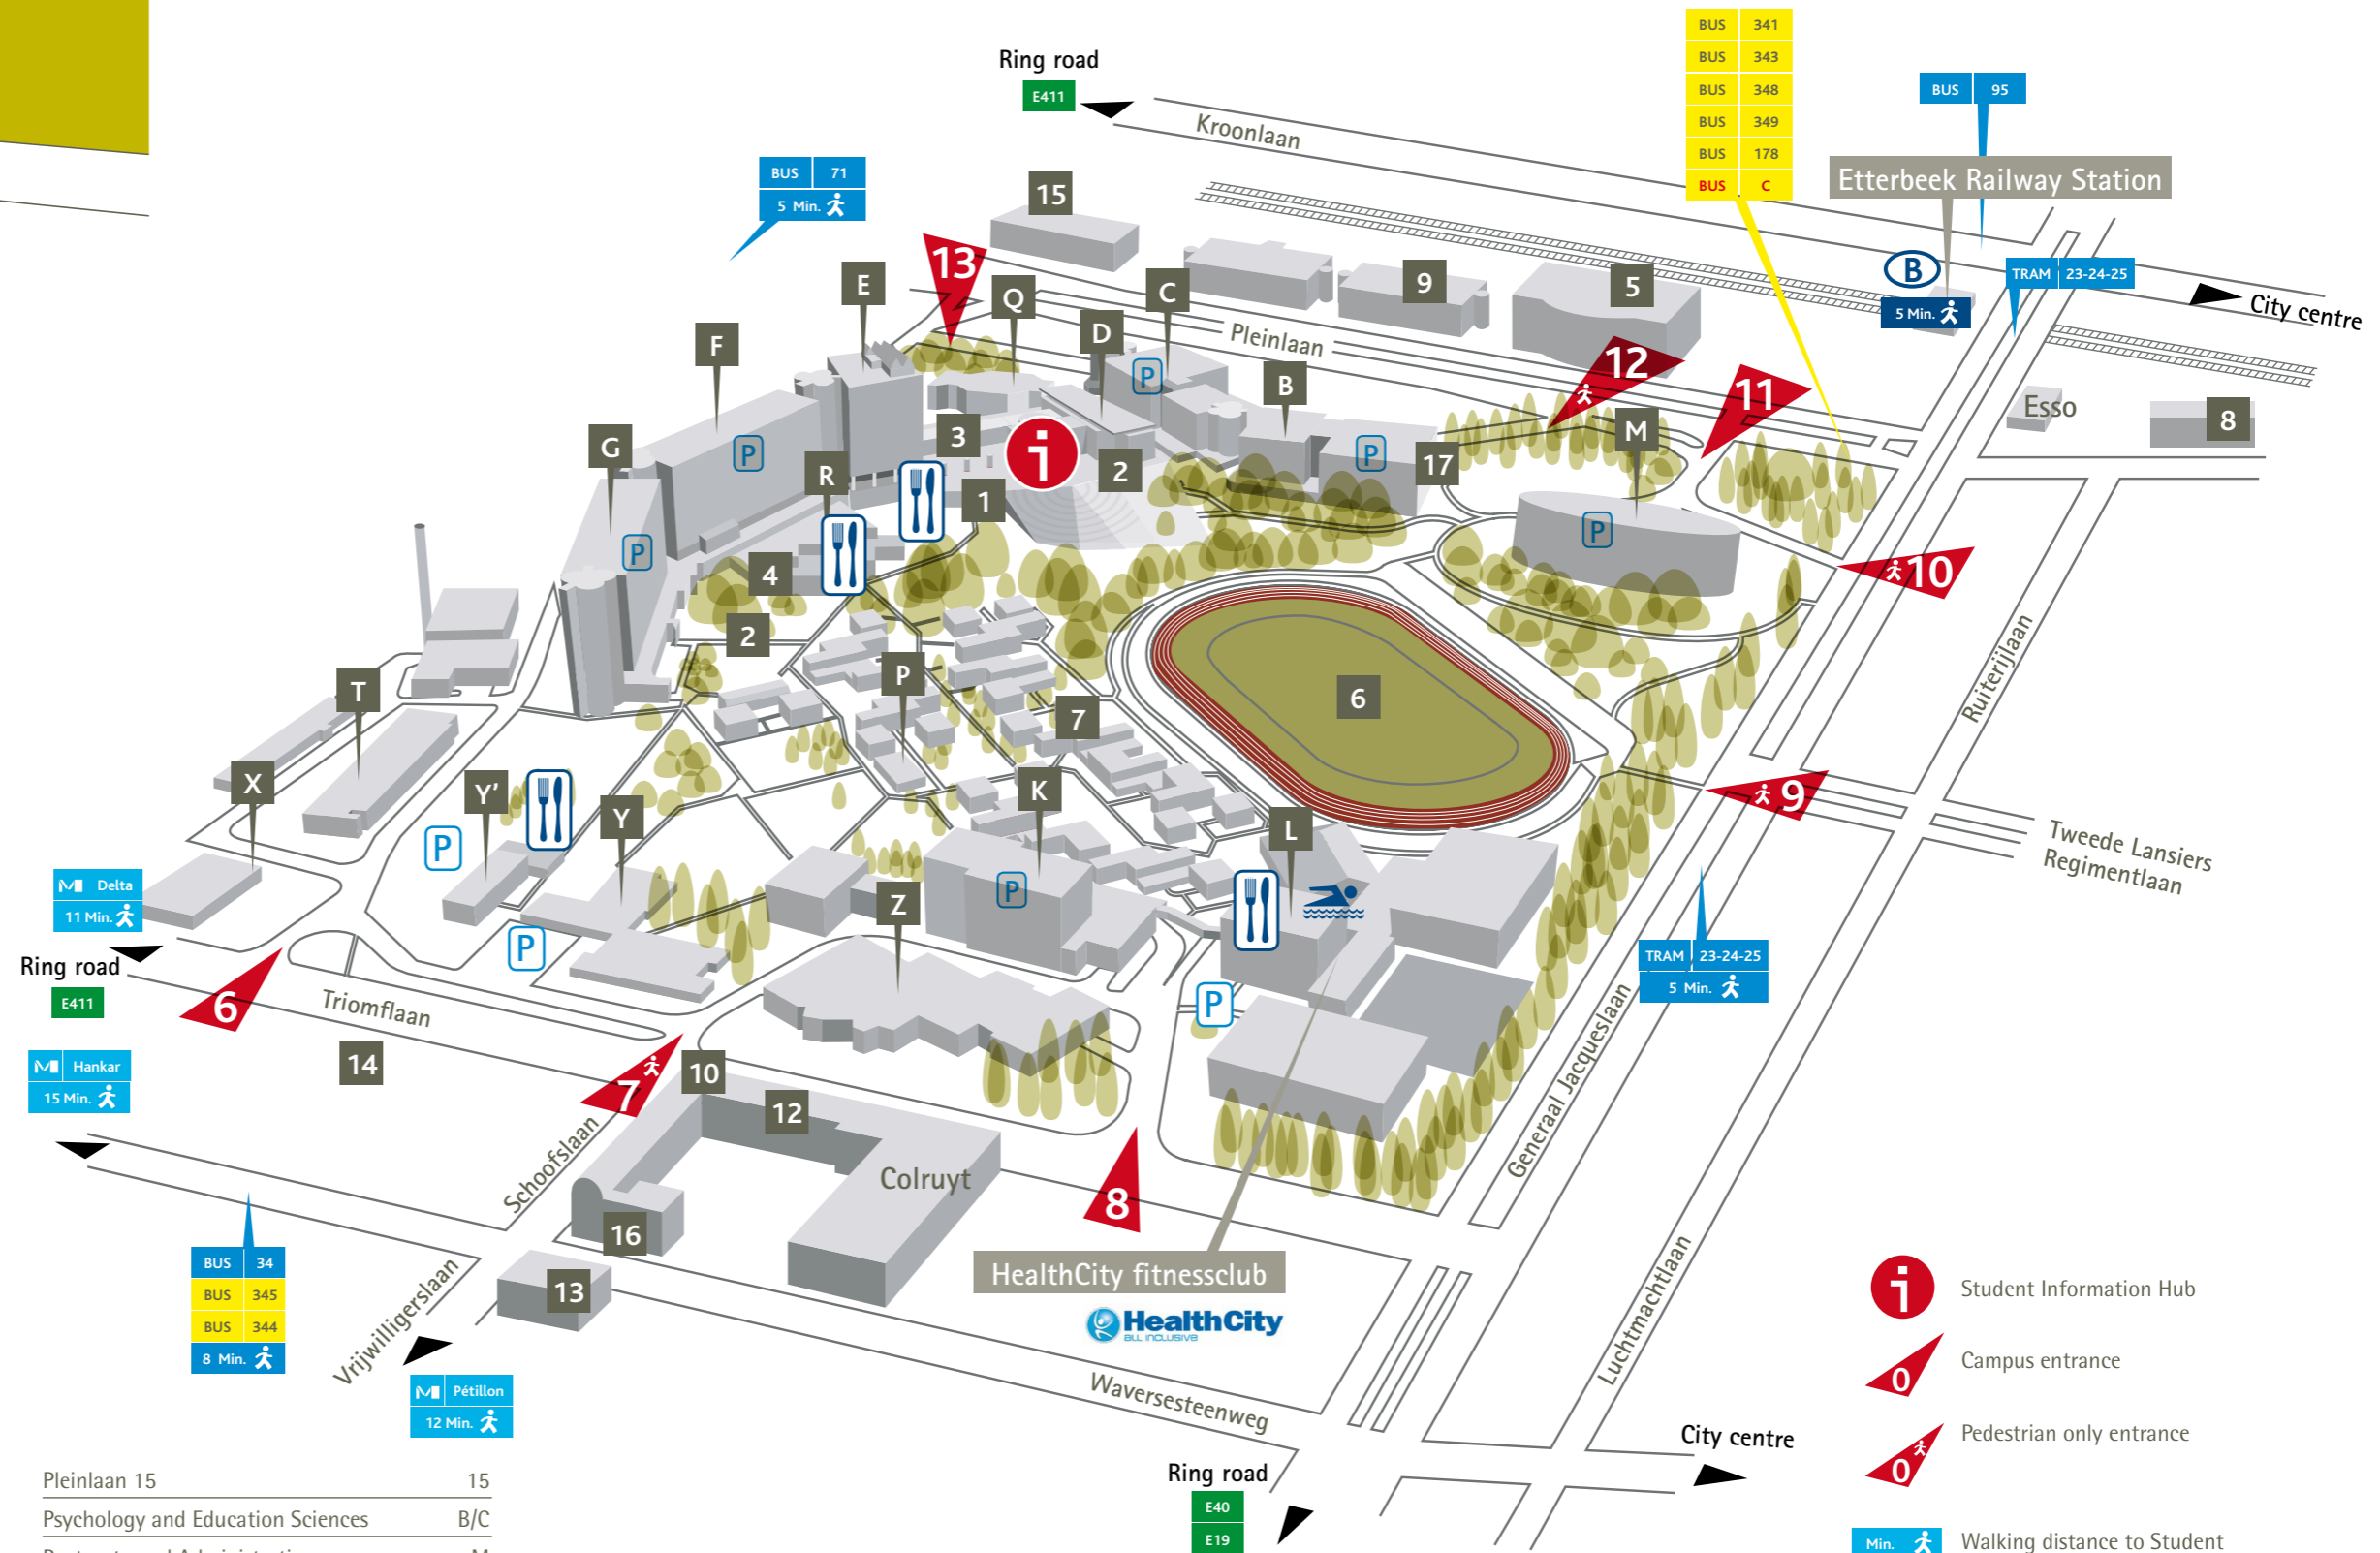 BUS 341
BUS 343
BUS 348
BUS 349
BUS 178
BUS C
Ring road
E411
Kroonlaan
BUS 95
Etterbeek Railway Station
BUS 71
5 Min.
15
13
E
Q
C
9
5
B
5 Min.
TRAM 23-24-25
City centre
F
D
Pleinlaan
12
11
B
Esso
8
G
R
3
i
2
17
M
P
P
P
1
P
P
4
10
2
T
P
7
6
Ruiterijlaan
X
Y'
Y
K
L
9
Tweede Lansiers
Regimentlaan
P
Delta
11 Min.
Z
P
P
P
Ring road
E411
6
Triomflaan
TRAM 23-24-25
5 Min.
Generaal Jacqueslaan
14
Hankar
15 Min.
7
10
12
Schoofslaan
Colruyt
8
16
13
BUS 34
BUS 345
BUS 344
8 Min.
Vrijwilligerslaan
Pétillon
12 Min.
HealthCity fitnessclub
HealthCity
ALL INCLUSIVE
Luchtmachtlaan
Waversesteenweg
City centre
Ring road
E40
E19
i Student Information Hub
0 Campus entrance
0 Pedestrian only entrance
Min. Walking distance to Student
Pleinlaan 15 15
Psychology and Education Sciences B/C
M